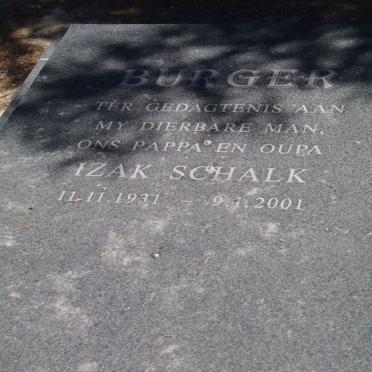 BURGER
TER GEDAGTENIS AAN
MY DIERBARE MAN,
ONS PAPPA EN OUPA
IZAK SCHALK
11.11.1931 - 9.1.2001